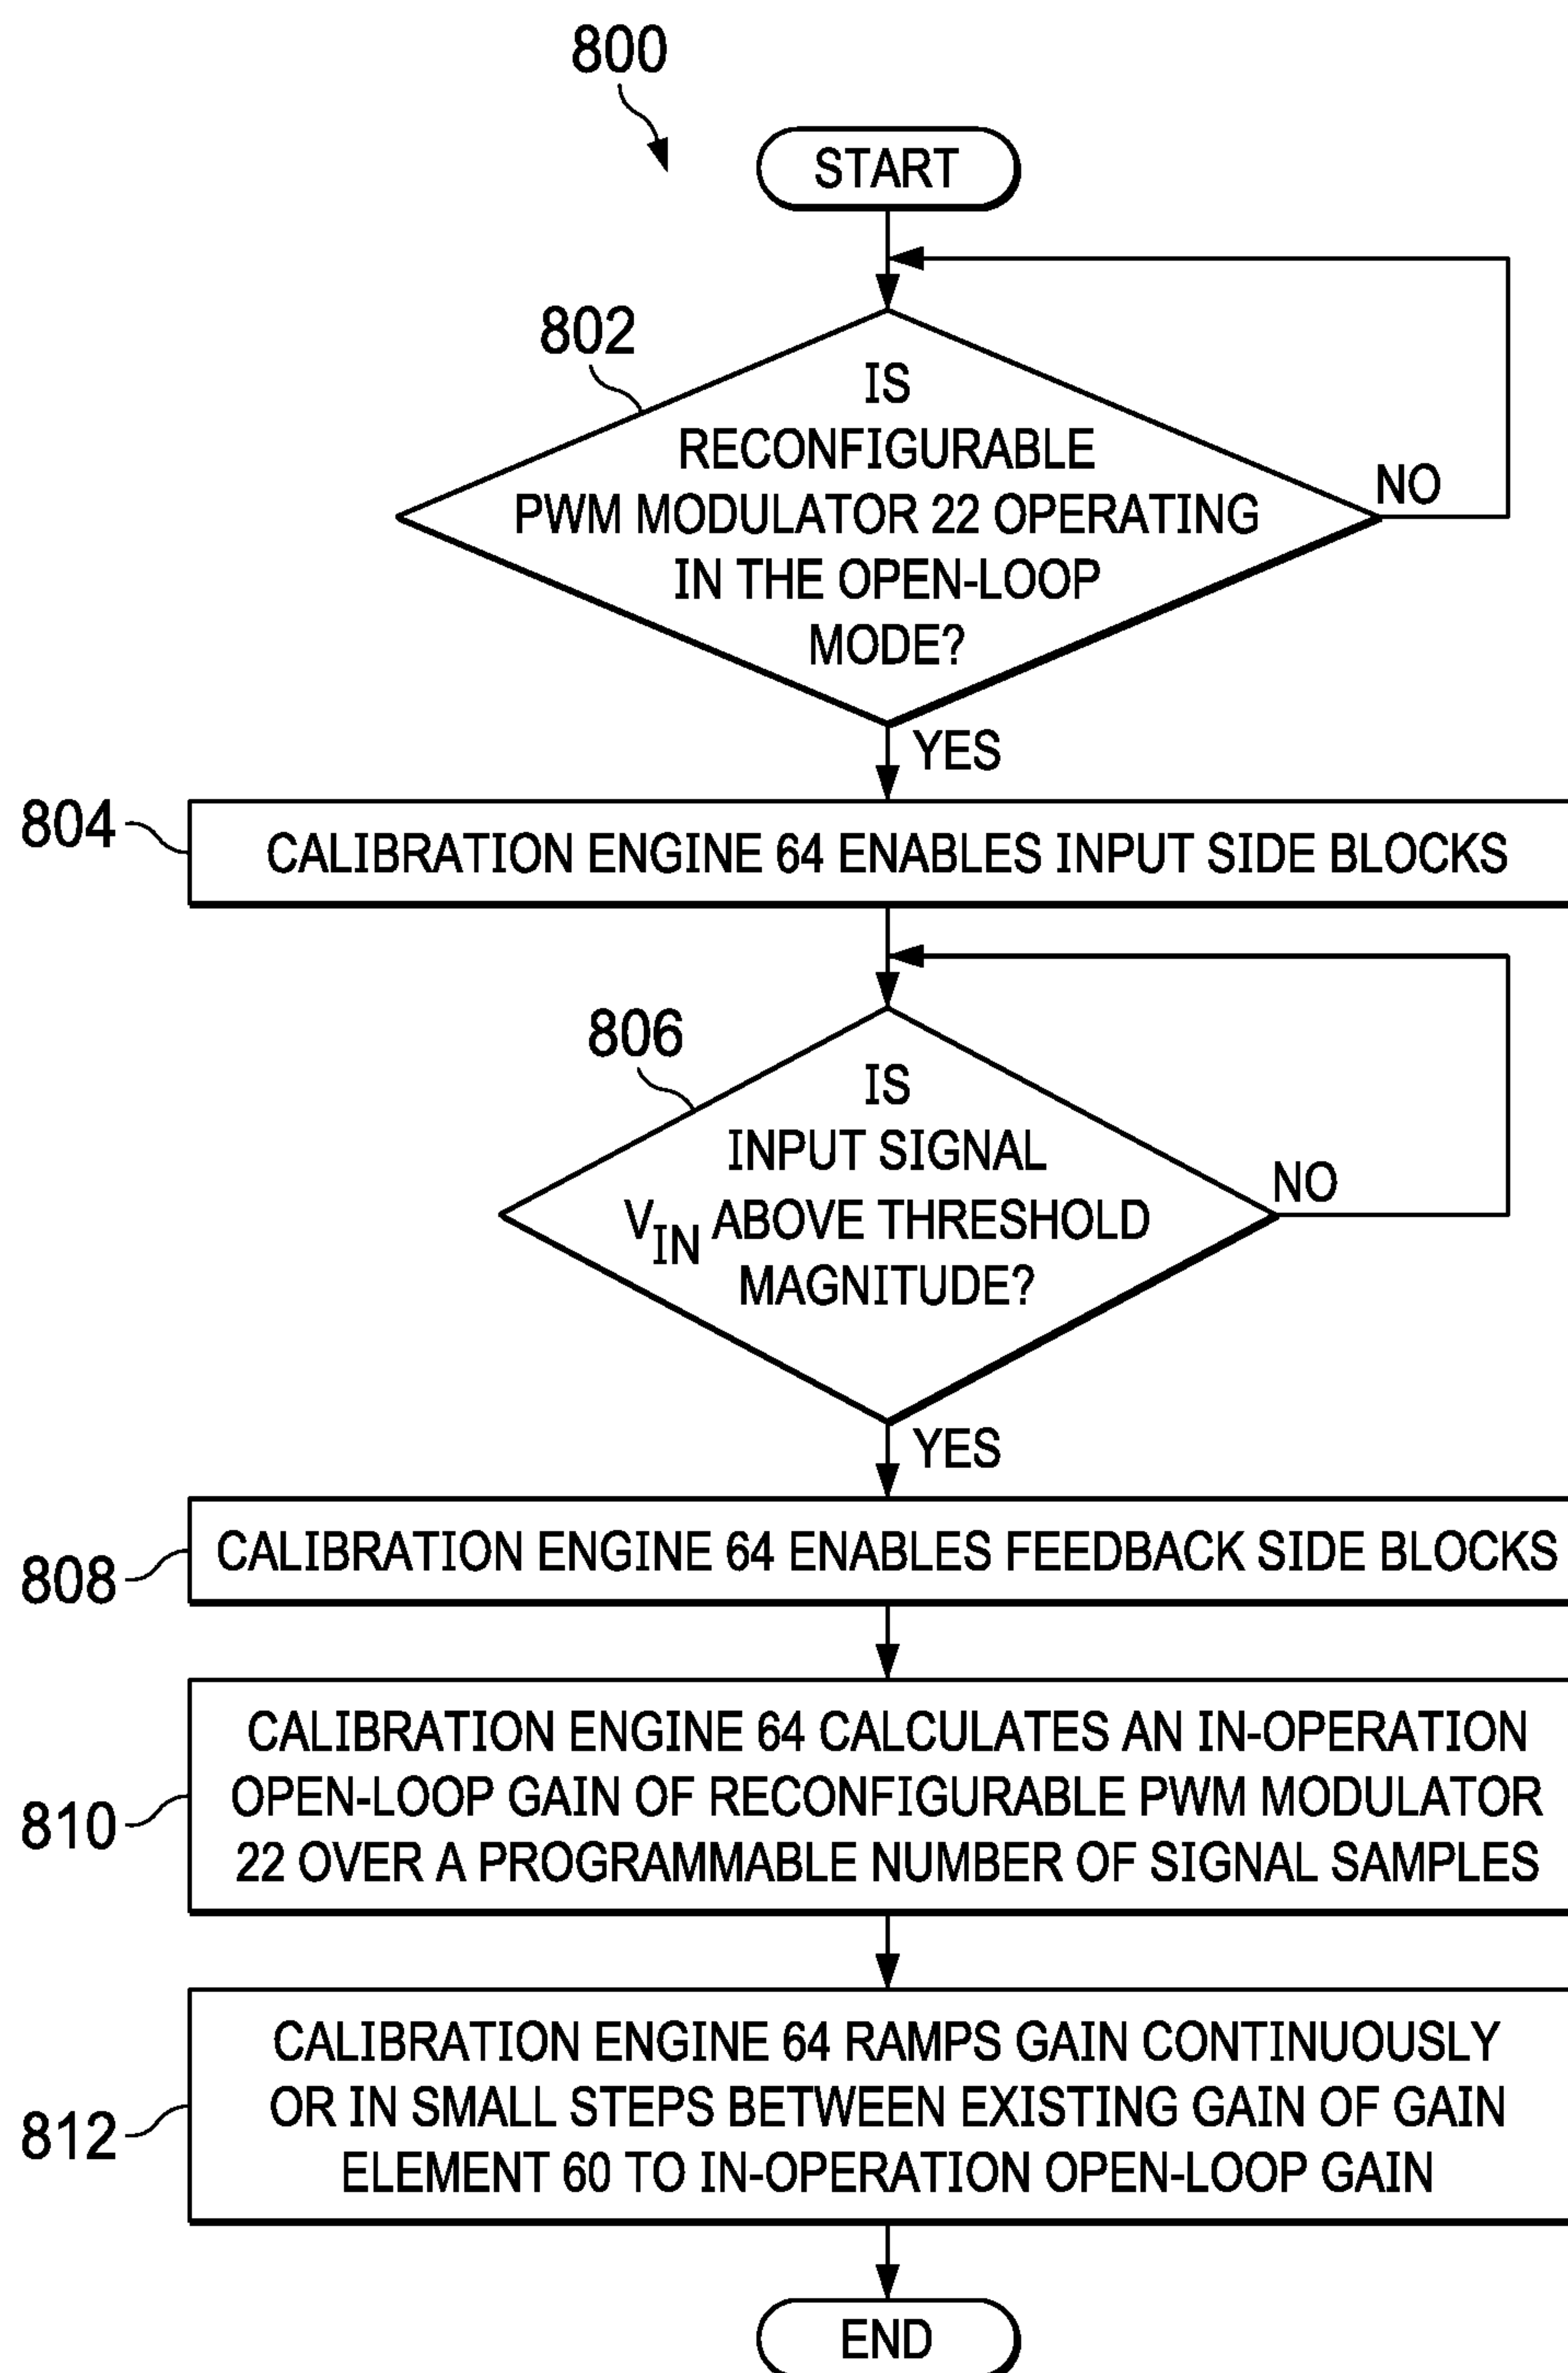 800
START
802
IS
RECONFIGURABLE
PWM MODULATOR 22 OPERATING
IN THE OPEN-LOOP
MODE?
NO
YES
804
CALIBRATION ENGINE 64 ENABLES INPUT SIDE BLOCKS
806
IS
INPUT SIGNAL
VIN ABOVE THRESHOLD
MAGNITUDE?
NO
YES
808
CALIBRATION ENGINE 64 ENABLES FEEDBACK SIDE BLOCKS
810
CALIBRATION ENGINE 64 CALCULATES AN IN-OPERATION
OPEN-LOOP GAIN OF RECONFIGURABLE PWM MODULATOR
22 OVER A PROGRAMMABLE NUMBER OF SIGNAL SAMPLES
812
CALIBRATION ENGINE 64 RAMPS GAIN CONTINUOUSLY
OR IN SMALL STEPS BETWEEN EXISTING GAIN OF GAIN
ELEMENT 60 TO IN-OPERATION OPEN-LOOP GAIN
END